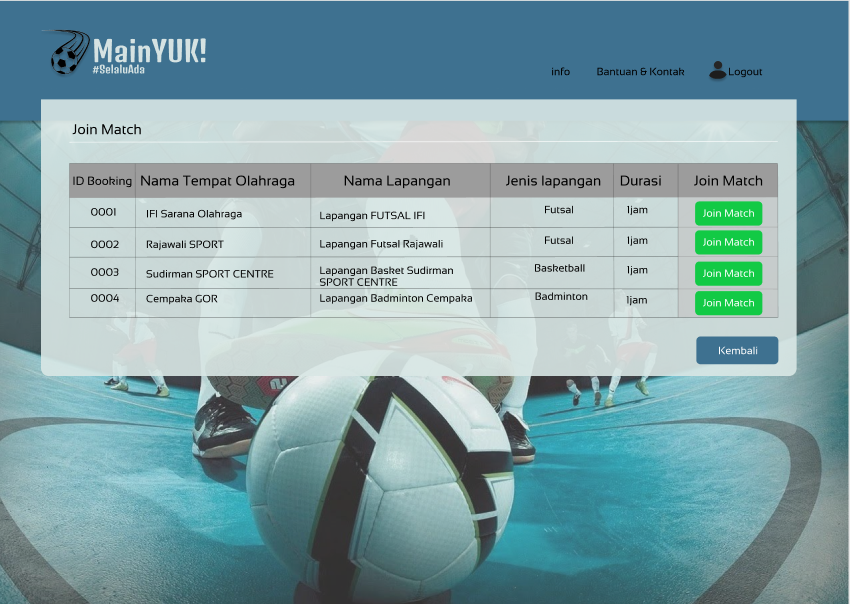 MainYUK!
#SelaluAda
info Bantuan & Kontak Logout
Join Match
ID Booking Nama Tempat Olahraga Nama Lapangan Jenis lapangan Durasi Join Match
0001 IFI Sarana Olahraga Lapangan FUTSAL IFI Futsal 1jam Join Match
0002 Rajawali SPORT Lapangan Futsal Rajawali Futsal 1jam Join Match
0003 Sudirman SPORT CENTRE Lapangan Basket Sudirman SPORT CENTRE Basketball 1jam Join Match
0004 Cempaka GOR Lapangan Badminton Cempaka Badminton 1jam Join Match
Kembali